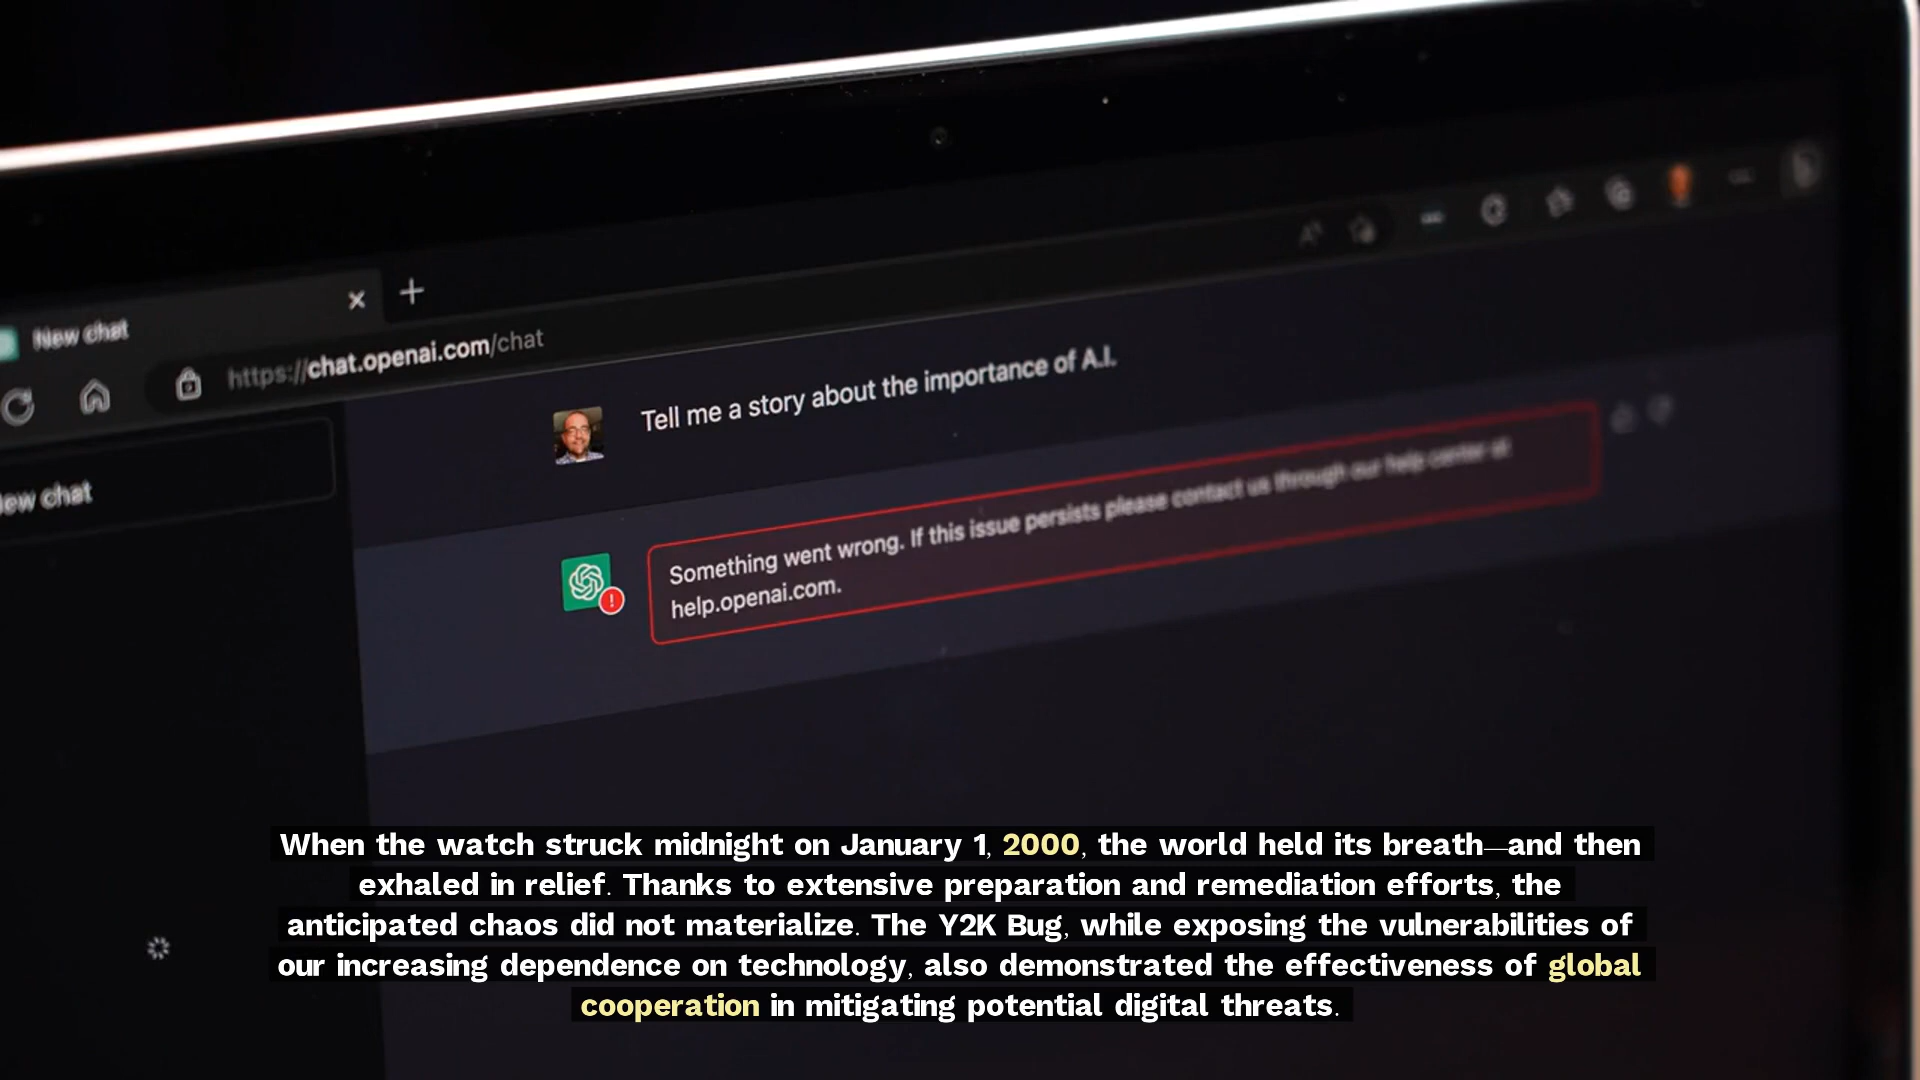 New chat
https://chat.openai.com/chat
Tell me a story about the importance of A.I.
ew chat
Something went wrong. If this issue persists please contact us through our help center at
help.openai.com.
When the watch struck midnight on January 1, 2000, the world held its breath—and then
exhaled in relief. Thanks to extensive preparation and remediation efforts, the
anticipated chaos did not materialize. The Y2K Bug, while exposing the vulnerabilities of
our increasing dependence on technology, also demonstrated the effectiveness of global
cooperation in mitigating potential digital threats.